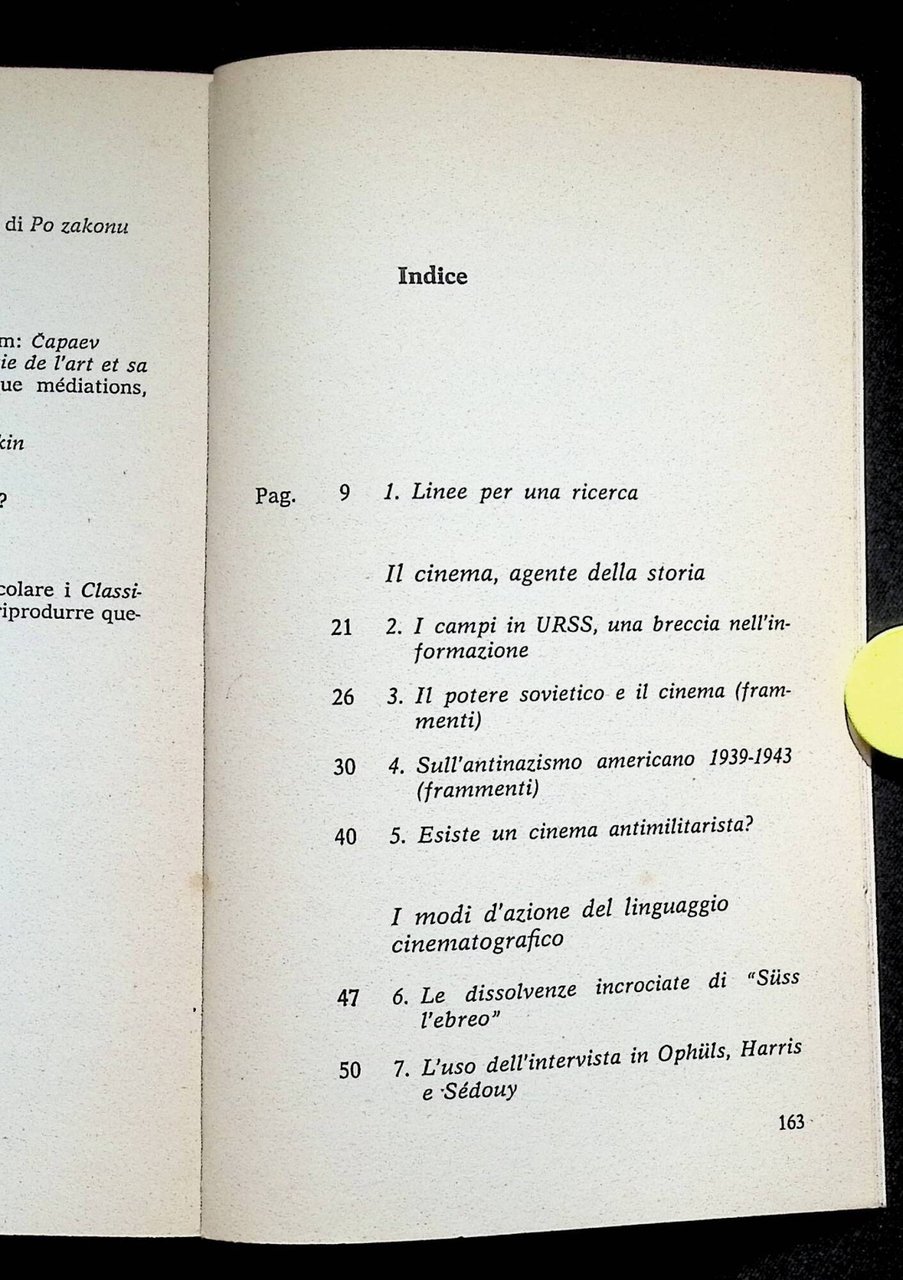 di Po zakonu
m: Čapaev
ie de l'art et sa
ue médiations,
kin
?
colare i Classi-
riprodurre que-
Indice
Pag. 9 1. Linee per una ricerca
Il cinema, agente della storia
21 2. I campi in URSS, una breccia nell'in-
formazione
26 3. Il potere sovietico e il cinema (fram-
menti)
30 4. Sull'antinazismo americano 1939-1943
(frammenti)
40 5. Esiste un cinema antimilitarista?
I modi d'azione del linguaggio
cinematografico
47 6. Le dissolvenze incrociate di "Süss
l'ebreo"
50 7. L'uso dell'intervista in Ophüls, Harris
e Sédouy
163